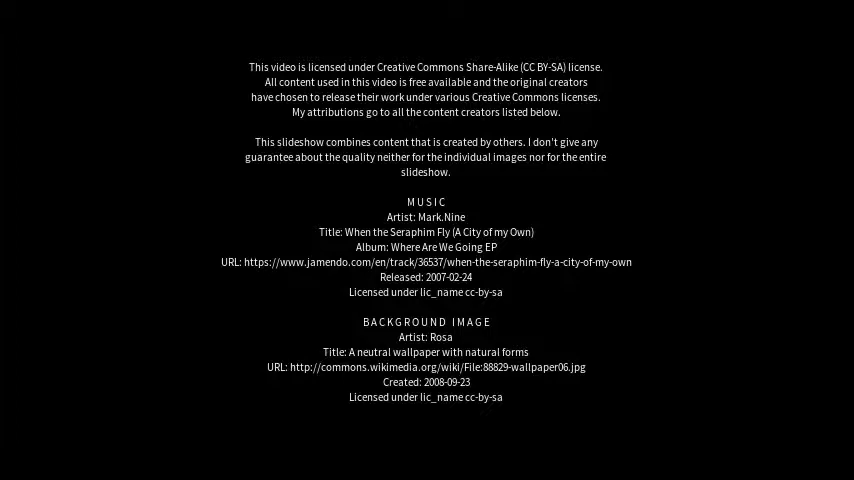 This video is licensed under Creative Commons Share-Alike (CC BY-SA) license.
All content used in this video is free available and the original creators
have chosen to release their work under various Creative Commons licenses.
My attributions go to all the content creators listed below.
This slideshow combines content that is created by others. I don't give any
guarantee about the quality neither for the individual images nor for the entire
slideshow.
MUSIC
Artist: Mark.Nine
Title: When the Seraphim Fly (A City of my Own)
Album: Where Are We Going EP
URL: https://www.jamendo.com/en/track/36537/when-the-seraphim-fly-a-city-of-my-own
Released: 2007-02-24
Licensed under lic_name cc-by-sa
BACKGROUND IMAGE
Artist: Rosa
Title: A neutral wallpaper with natural forms
URL: http://commons.wikimedia.org/wiki/File:88829-wallpaper06.jpg
Created: 2008-09-23
Licensed under lic_name cc-by-sa